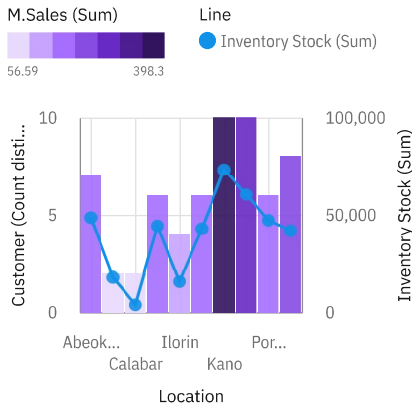 M.Sales (Sum)
56.59 398.3
Line
Inventory Stock (Sum)
Customer (Count disti...
10
5
0
100,000
50,000
0
Inventory Stock (Sum)
Abeok... Ilorin Por...
Calabar Kano
Location